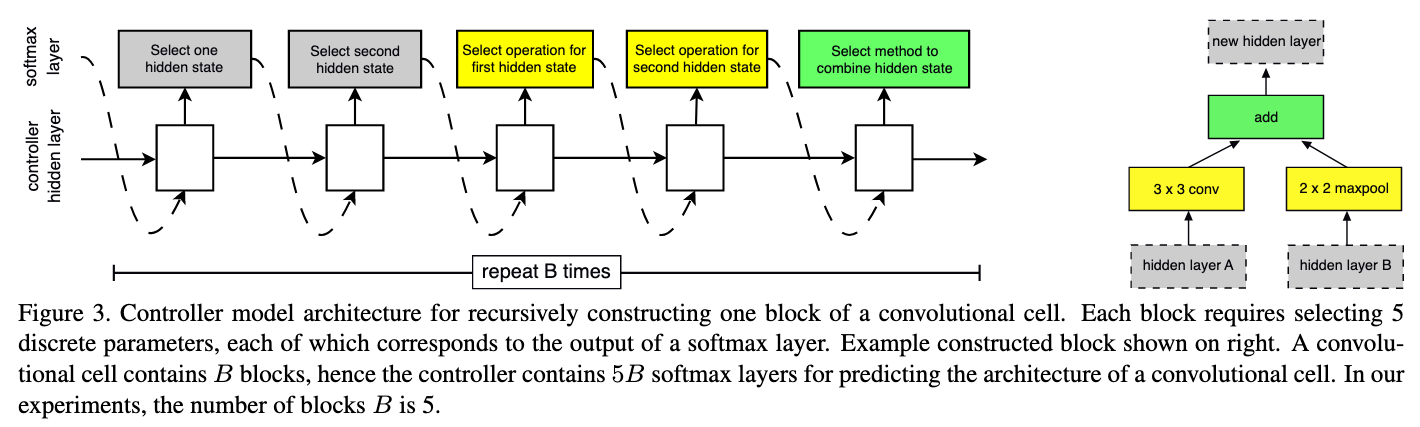 softmax
layer
controller
hidden layer
Select one
hidden state
Select second
hidden state
Select operation for
first hidden state
Select operation for
second hidden state
Select method to
combine hidden state
repeat B times
new hidden layer
add
3 x 3 conv
2 x 2 maxpool
hidden layer A
hidden layer B
Figure 3. Controller model architecture for recursively constructing one block of a convolutional cell. Each block requires selecting 5
discrete parameters, each of which corresponds to the output of a softmax layer. Example constructed block shown on right. A convolu-
tional cell contains B blocks, hence the controller contains 5B softmax layers for predicting the architecture of a convolutional cell. In our
experiments, the number of blocks B is 5.